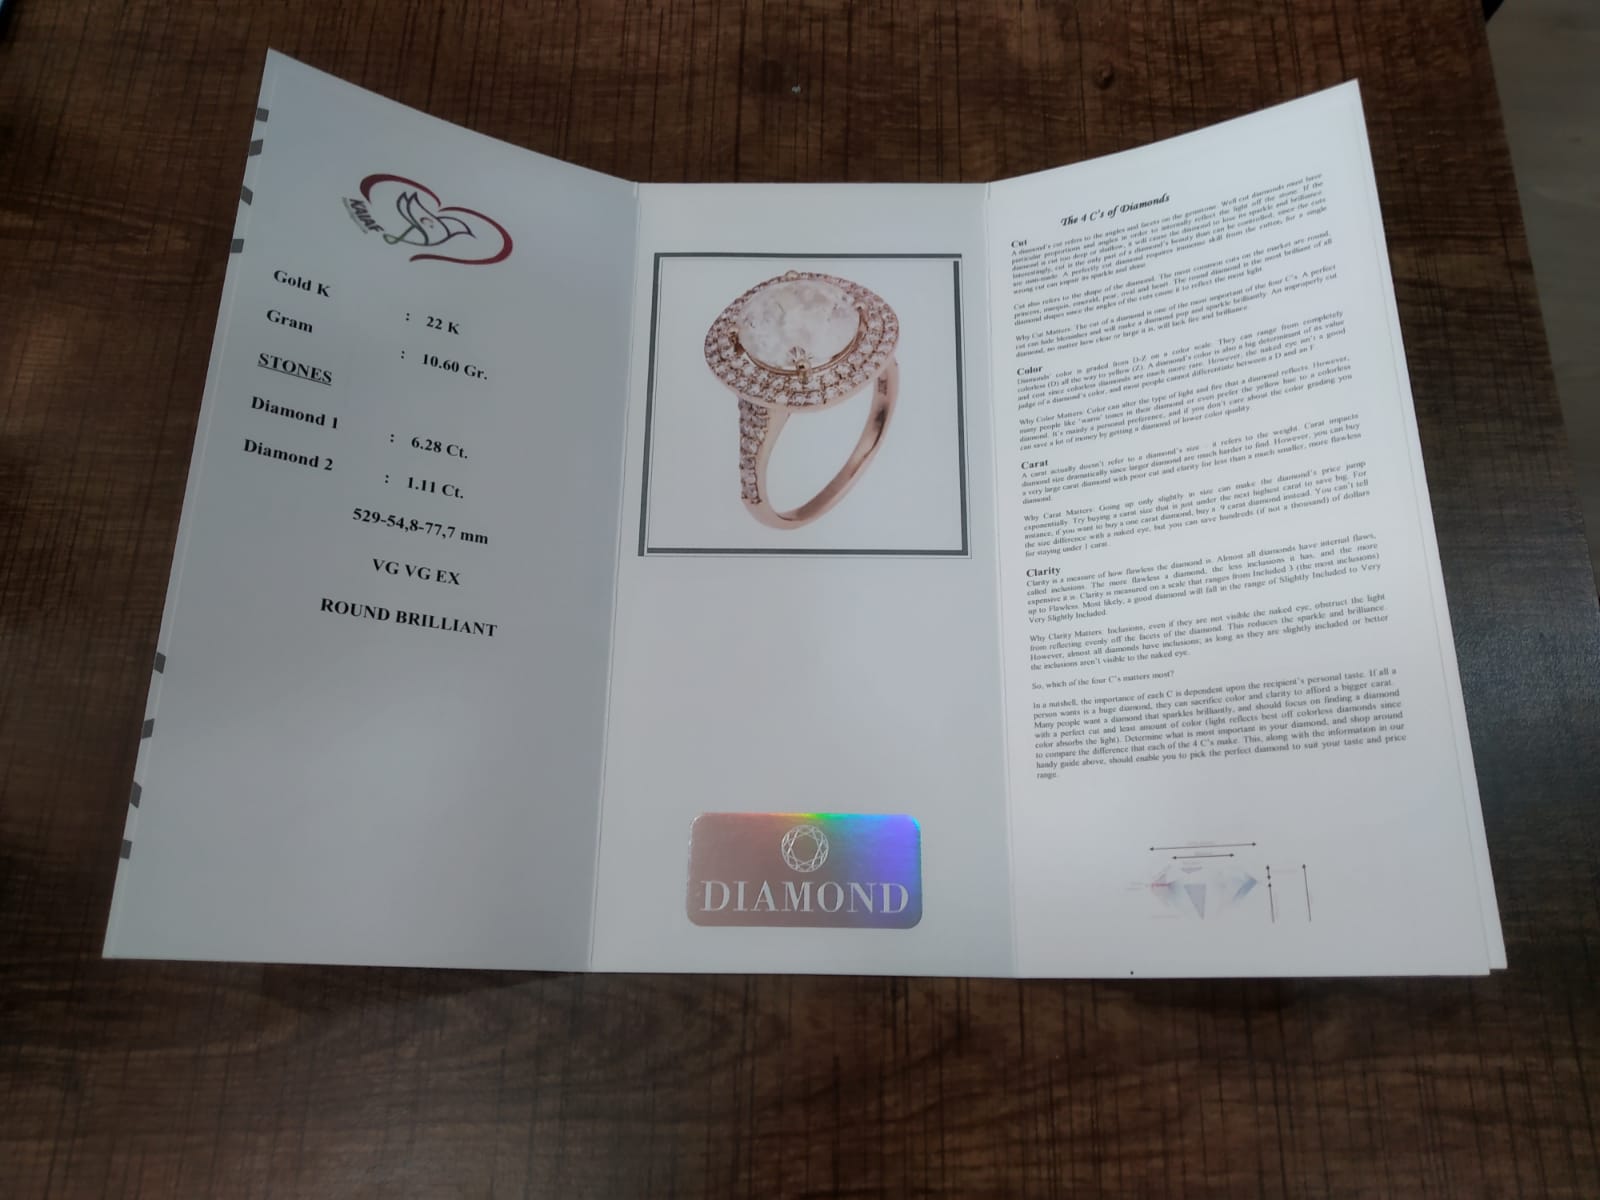 KAIAF
Gold K : 22 K
Gram : 10.60 Gr.
STONES
Diamond 1 : 6.28 Ct.
Diamond 2 : 1.11 Ct.
529-54,8-77,7 mm
VG VG EX
ROUND BRILLIANT
DIAMOND
The 4 C's of Diamonds
Cut
A diamond's cut refers to the angles and facets on the gemstone. Well cut diamonds must have
particular proportions and angles in order to internally reflect the light off the stone. If the
diamond is cut too deep or shallow, it will cause the diamond to lose its sparkle and brilliance.
Interestingly, cut is the only part of a diamond's beauty than can be controlled, since the cuts
are man-made. A perfectly cut diamond requires immense skill from the cutter, for a single
wrong cut can impair its sparkle and shine.
Cut also refers to the shape of the diamond. The most common cuts on the market are round,
princess, marquis, emerald, pear, oval and heart. The round diamond is the most brilliant of all
diamond shapes since the angles of the cuts cause it to reflect the most light.
Why Cut Matters: The cut of a diamond is one of the most important of the four C's. A perfect
cut can hide blemishes and will make a diamond pop and sparkle brilliantly. An improperly cut
diamond, no matter how clear or large it is, will lack fire and brilliance.
Color
Diamonds' color is graded from D-Z on a color scale. They can range from completely
colorless (D) all the way to yellow (Z). A diamond's color is also a big determinant of its value
and cost since colorless diamonds are much more rare. However, the naked eye isn't a good
judge of a diamond's color, and most people cannot differentiate between a D and an F.
Why Color Matters: Color can alter the type of light and fire that a diamond reflects. However,
many people like 'warm' tones in their diamond or even prefer the yellow hue to a colorless
diamond. It's mainly a personal preference, and if you don't care about the color grading you
can save a lot of money by getting a diamond of lower color quality.
Carat
A carat actually doesn't refer to a diamond's size - it refers to the weight. Carat impacts
diamond size dramatically since larger diamond are much harder to find. However, you can buy
a very large carat diamond with poor cut and clarity for less than a much smaller, more flawless
diamond.
Why Carat Matters: Going up only slightly in size can make the diamond's price jump
exponentially. Try buying a carat size that is just under the next highest carat to save big. For
instance, if you want to buy a one carat diamond, buy a .9 carat diamond instead. You can't tell
the size difference with a naked eye, but you can save hundreds (if not a thousand) of dollars
for staying under 1 carat.
Clarity
Clarity is a measure of how flawless the diamond is. Almost all diamonds have internal flaws,
called inclusions. The more flawless a diamond, the less inclusions it has, and the more
expensive it is. Clarity is measured on a scale that ranges from Included 3 (the most inclusions)
up to Flawless. Most likely, a good diamond will fall in the range of Slightly Included to Very
Very Slightly Included.
Why Clarity Matters: Inclusions, even if they are not visible the naked eye, obstruct the light
from reflecting evenly off the facets of the diamond. This reduces the sparkle and brilliance.
However, almost all diamonds have inclusions; as long as they are slightly included or better
the inclusions aren't visible to the naked eye.
So, which of the four C's matters most?
In a nutshell, the importance of each C is dependent upon the recipient's personal taste. If all a
person wants is a huge diamond, they can sacrifice color and clarity to afford a bigger carat.
Many people want a diamond that sparkles brilliantly, and should focus on finding a diamond
with a perfect cut and least amount of color (light reflects best off colorless diamonds since
color absorbs the light). Determine what is most important in your diamond, and shop around
to compare the difference that each of the 4 C's make. This, along with the information in our
handy guide above, should enable you to pick the perfect diamond to suit your taste and price
range.